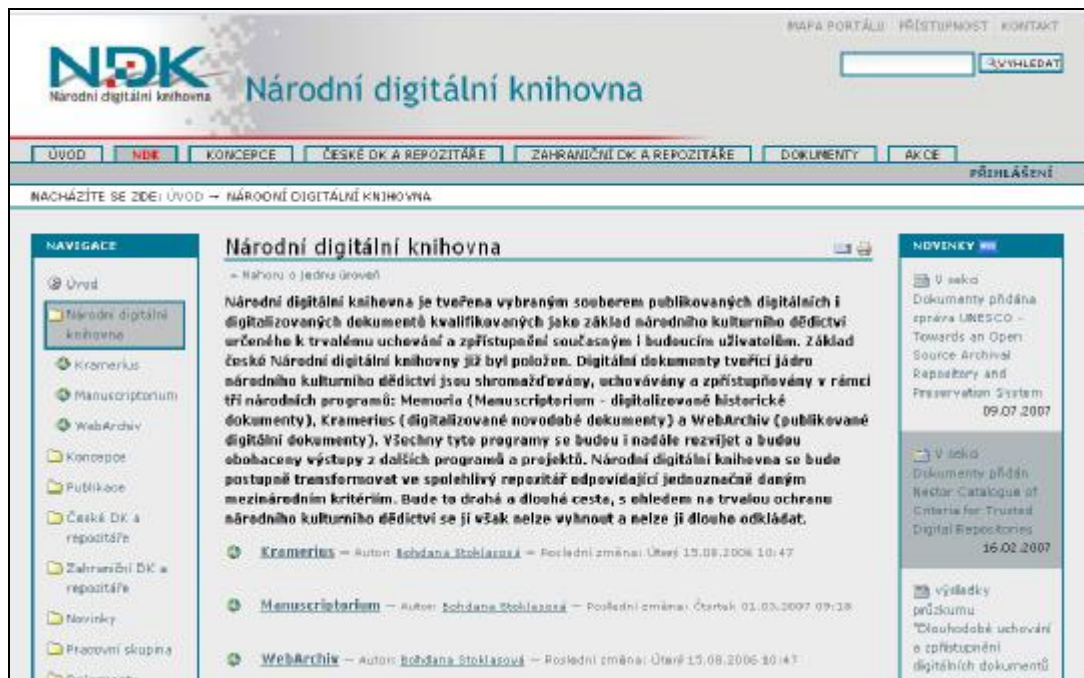 MAPA PORTÁLU PŘÍSTUPNOST KONTAKT
VYHLEDAT
NDK
Národní digitální knihovna
Národní digitální knihovna
ÚVOD NDK KONCEPCE ČESKÉ DK A REPOZITÁŘE ZAHRANIČNÍ DK A REPOZITÁŘE DOKUMENTY AKCE
PŘIHLÁŠENÍ
NACHÁZÍTE SE ZDE: ÚVOD → NÁRODNÍ DIGITÁLNÍ KNIHOVNA
NAVIGACE
Úvod
Národní digitální
knihovna
Kramerius
Manuscriptorium
WebArchiv
Koncepce
Publikace
České DK a
repozitáře
Zahraniční DK a
repozitáře
Novinky
Pracovní skupina
Dokumenty
Národní digitální knihovna
Nahoru o jednu úroveň
Národní digitální knihovna je tvořena vybraným souborem publikovaných digitálních i
digitalizovaných dokumentů kvalifikovaných jako základ národního kulturního dědictví
určeného k trvalému uchování a zpřístupnění současným i budoucím uživatelům. Základ
české Národní digitální knihovny již byl položen. Digitální dokumenty tvořící jádro
národního kulturního dědictví jsou shromažďovány, uchovávány a zpřístupňovány v rámci
tří národních programů: Memoria (Manuscriptorium - digitalizované historické
dokumenty), Kramerius (digitalizované novodobé dokumenty) a WebArchiv (publikované
digitální dokumenty). Všechny tyto programy se budou i nadále rozvíjet a budou
obohaceny výstupy z dalších programů a projektů. Národní digitální knihovna se bude
postupně transformovat ve spolehlivý repozitář odpovídající jednoznačně daným
mezinárodním kritériím. Bude to drahá a dlouhá cesta, s ohledem na trvalou ochranu
národního kulturního dědictví se jí však nelze vyhnout a nelze ji dlouho odkládat.
Kramerius — Autor: Bohdana Stoklasová — Poslední změna: Úterý 15.08.2006 10:47
Manuscriptorium — Autor: Bohdana Stoklasová — Poslední změna: Čtvrtek 01.03.2007 09:18
WebArchiv — Autor: Bohdana Stoklasová — Poslední změna: Úterý 15.08.2006 10:47
NOVINKY
V sekci
Dokumenty přidána
zpráva UNESCO -
Towards an Open
Source Archival
Repository and
Preservation System
09.07.2007
V sekci
Dokumenty přidán
Nestor Catalogue of
Criteria for Trusted
Digital Repositories
16.02.2007
výsledky
průzkumu
"Dlouhodobé uchování
a zpřístupnění
digitálních dokumentů